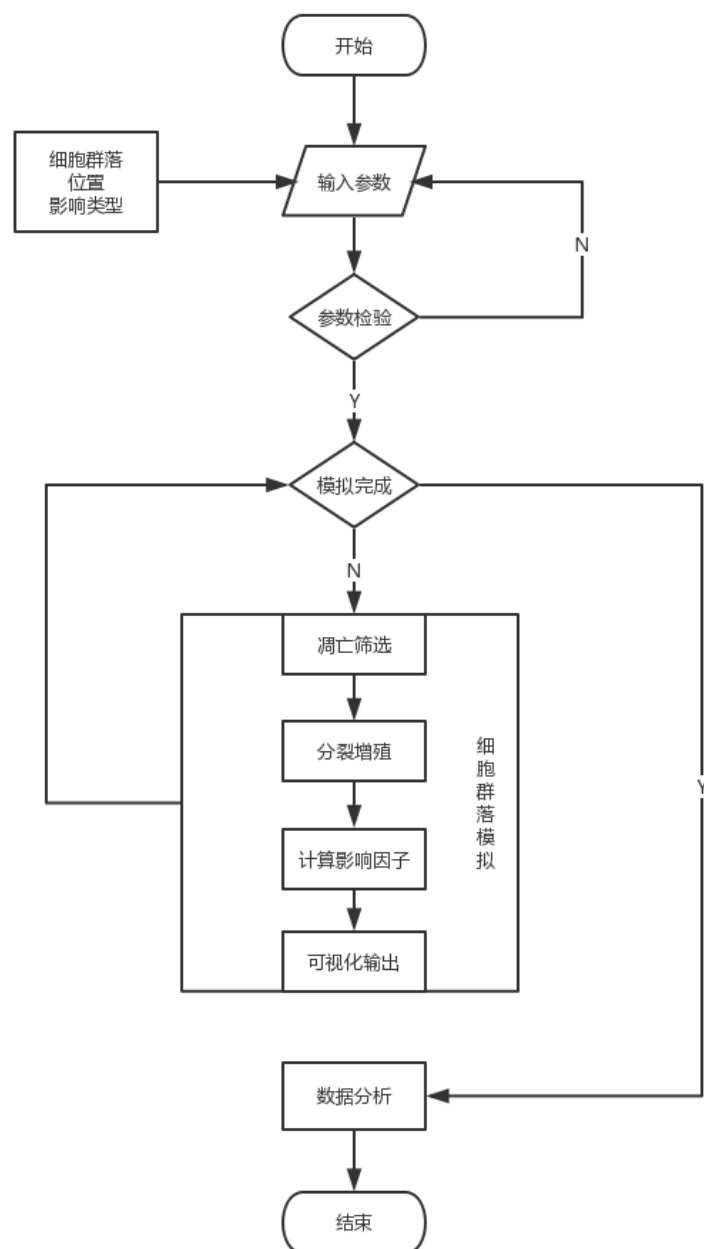 开始
细胞群落
位置
影响类型
输入参数
N
参数检验
Y
模拟完成
N
凋亡筛选
分裂增殖
细胞群落模拟
Y
计算影响因子
可视化输出
数据分析
结束